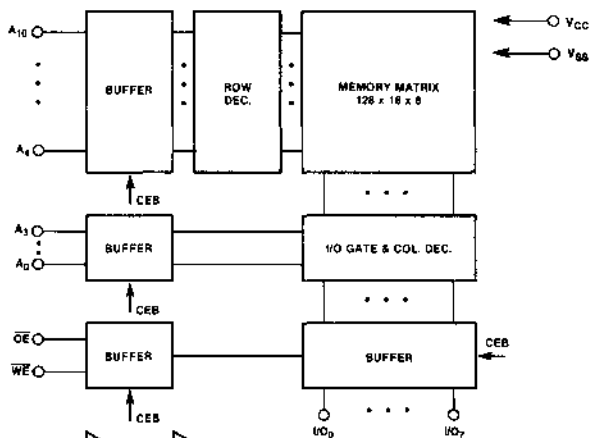 A10
BUFFER
ROW
DEC.
MEMORY MATRIX
128 x 16 x 8
VCC
VSS
A4
CEB
A3
BUFFER
I/O GATE & COL. DEC.
A0
CEB
OE
WE
BUFFER
BUFFER
CEB
CEB
I/O0
I/O7